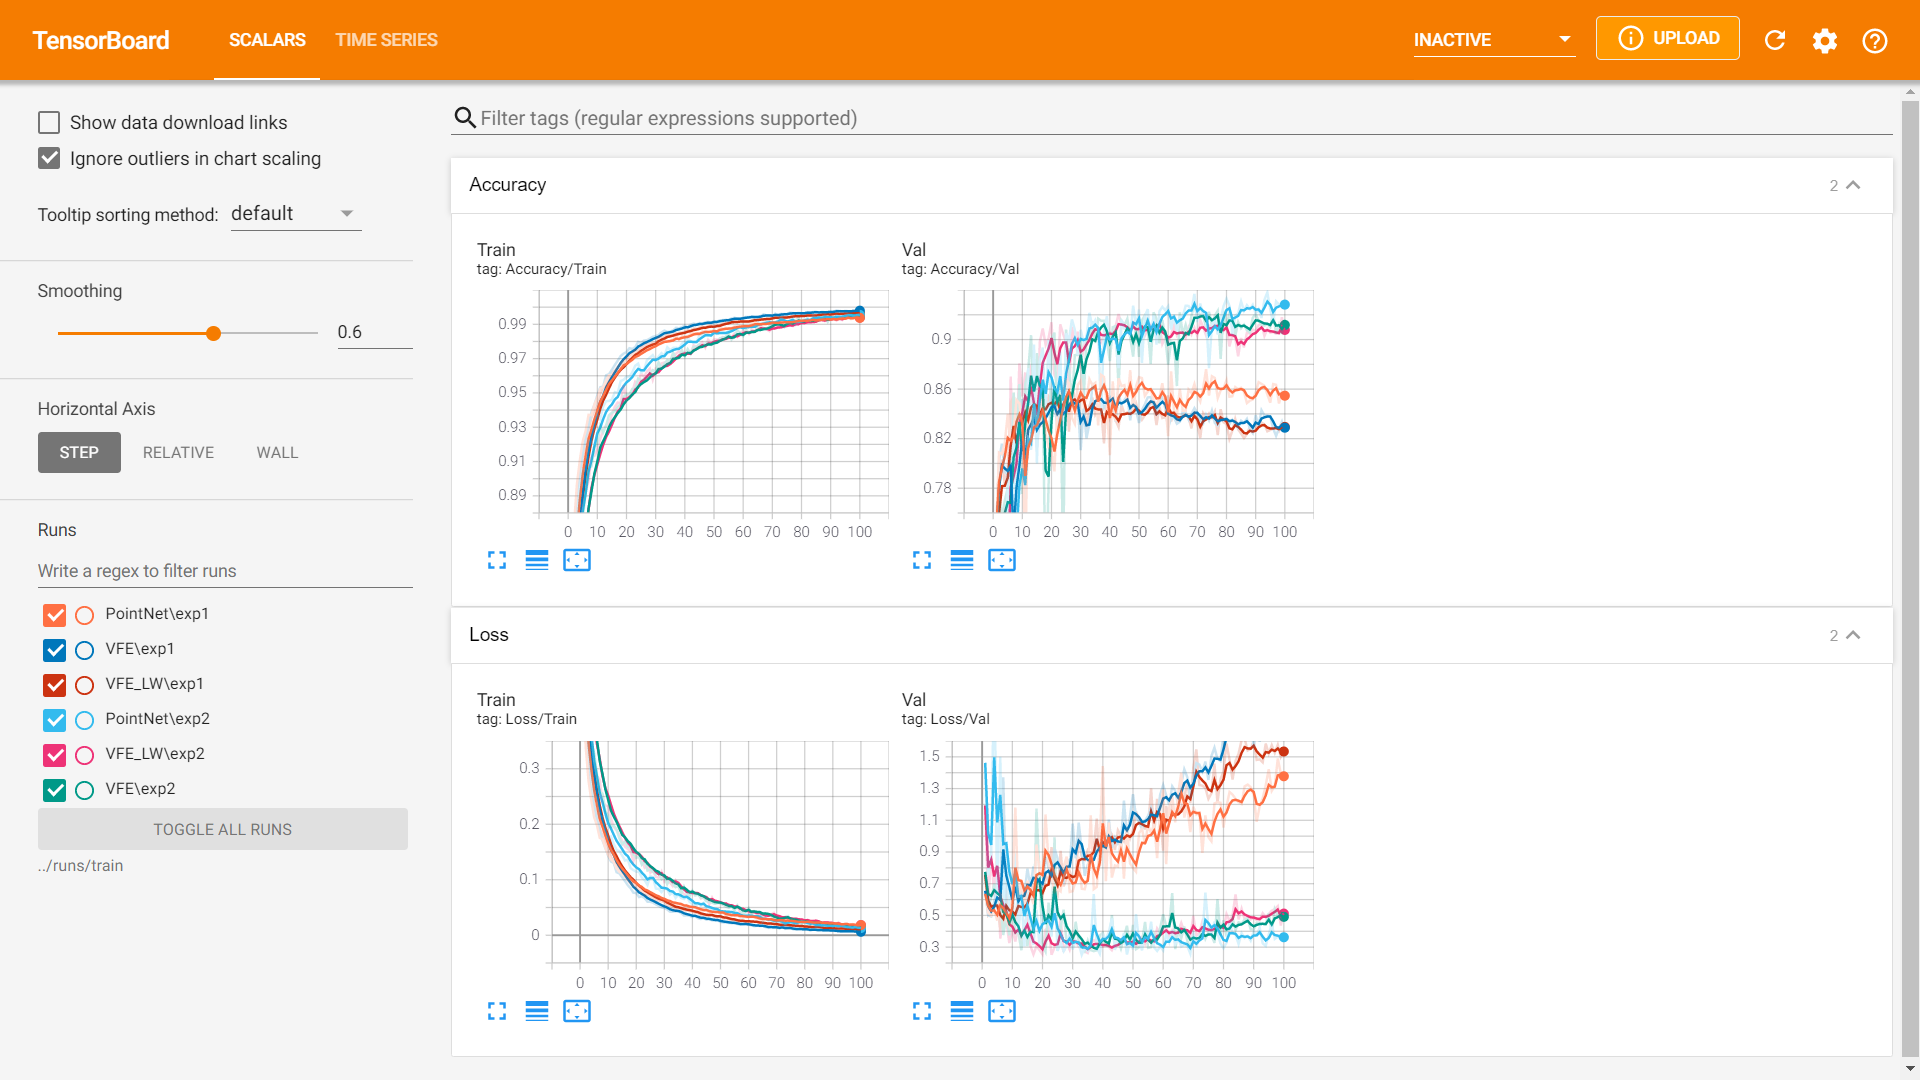 TensorBoard
SCALARS
TIME SERIES
INACTIVE
UPLOAD
Show data download links
Ignore outliers in chart scaling
Tooltip sorting method: default
Smoothing
0.6
Horizontal Axis
STEP
RELATIVE
WALL
Runs
Write a regex to filter runs
PointNet\exp1
VFE\exp1
VFE_LW\exp1
PointNet\exp2
VFE_LW\exp2
VFE\exp2
TOGGLE ALL RUNS
../runs/train
Filter tags (regular expressions supported)
Accuracy
2
Train
tag: Accuracy/Train
0.99
0.97
0.95
0.93
0.91
0.89
0 10 20 30 40 50 60 70 80 90 100
Val
tag: Accuracy/Val
0.9
0.86
0.82
0.78
0 10 20 30 40 50 60 70 80 90 100
Loss
2
Train
tag: Loss/Train
0.3
0.2
0.1
0
0 10 20 30 40 50 60 70 80 90 100
Val
tag: Loss/Val
1.5
1.3
1.1
0.9
0.7
0.5
0.3
0 10 20 30 40 50 60 70 80 90 100